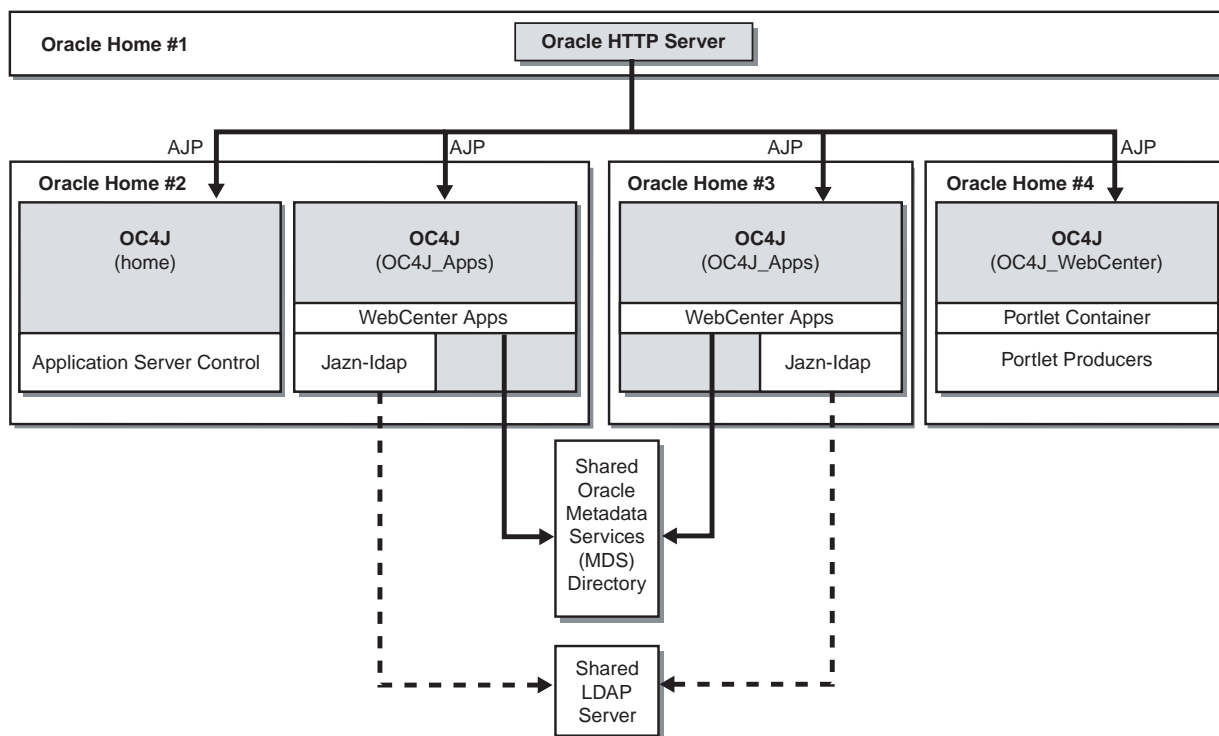 Oracle Home #1
Oracle HTTP Server
AJP
AJP
AJP
AJP
Oracle Home #2
OC4J
(home)
Application Server Control
OC4J
(OC4J_Apps)
WebCenter Apps
Jazn-ldap
Oracle Home #3
OC4J
(OC4J_Apps)
WebCenter Apps
Jazn-ldap
Oracle Home #4
OC4J
(OC4J_WebCenter)
Portlet Container
Portlet Producers
Shared
Oracle
Metadata
Services
(MDS)
Directory
Shared
LDAP
Server